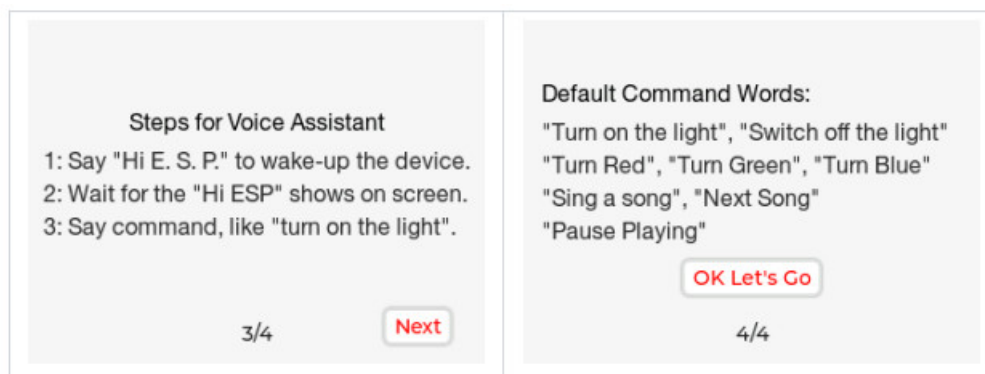 Steps for Voice Assistant
1: Say "Hi E. S. P." to wake-up the device.
2: Wait for the "Hi ESP" shows on screen.
3: Say command, like "turn on the light".
3/4
Next
Default Command Words:
"Turn on the light", "Switch off the light"
"Turn Red", "Turn Green", "Turn Blue"
"Sing a song", "Next Song"
"Pause Playing"
OK Let's Go
4/4